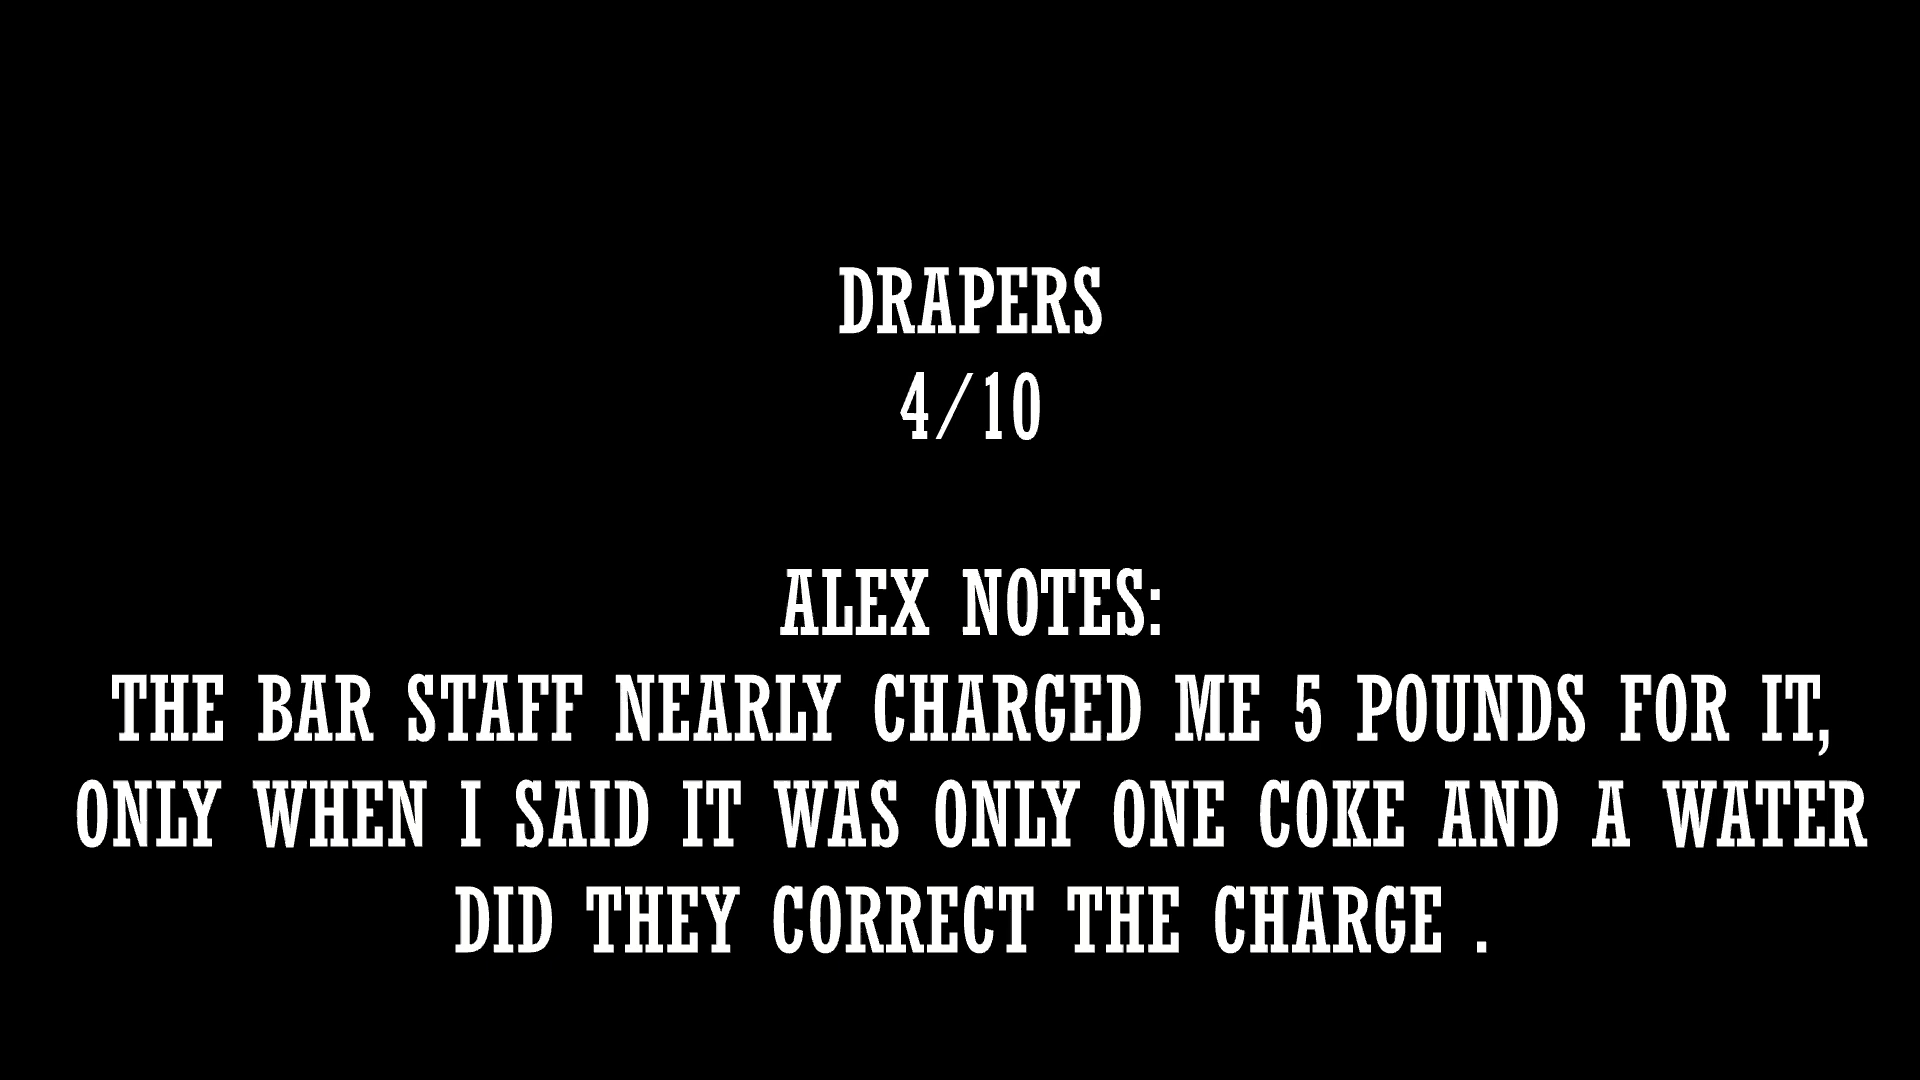 DRAPERS
4/10
ALEX NOTES:
THE BAR STAFF NEARLY CHARGED ME 5 POUNDS FOR IT,
ONLY WHEN I SAID IT WAS ONLY ONE COKE AND A WATER
DID THEY CORRECT THE CHARGE .